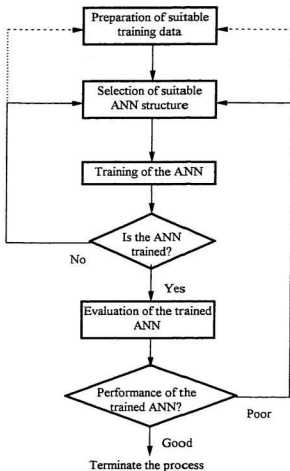 Preparation of suitable
training data
Selection of suitable
ANN structure
Training of the ANN
Is the ANN
trained?
No
Yes
Evaluation of the trained
ANN
Performance of the
trained ANN?
Poor
Good
Terminate the process